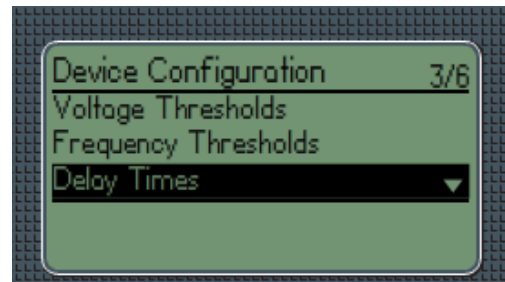 Device Configuration 3/6
Voltage Thresholds
Frequency Thresholds
Delay Times